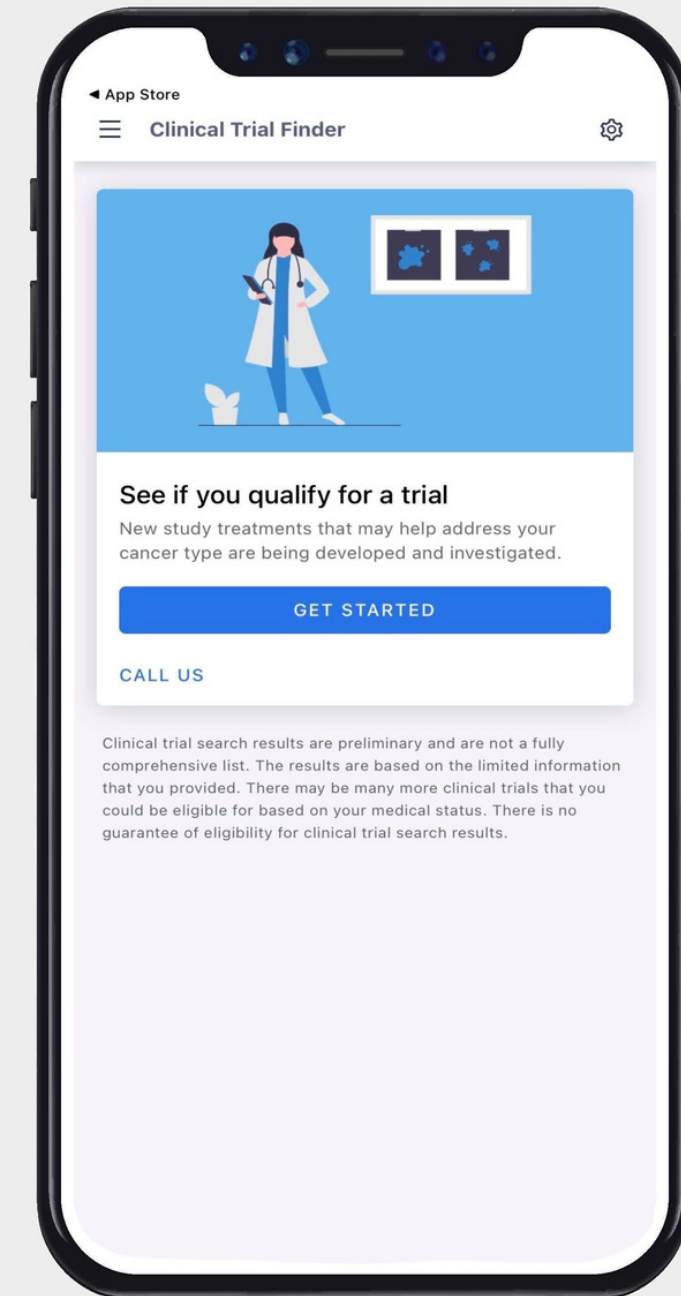 ◀ App Store
Clinical Trial Finder
See if you qualify for a trial
New study treatments that may help address your
cancer type are being developed and investigated.
GET STARTED
CALL US
Clinical trial search results are preliminary and are not a fully
comprehensive list. The results are based on the limited information
that you provided. There may be many more clinical trials that you
could be eligible for based on your medical status. There is no
guarantee of eligibility for clinical trial search results.